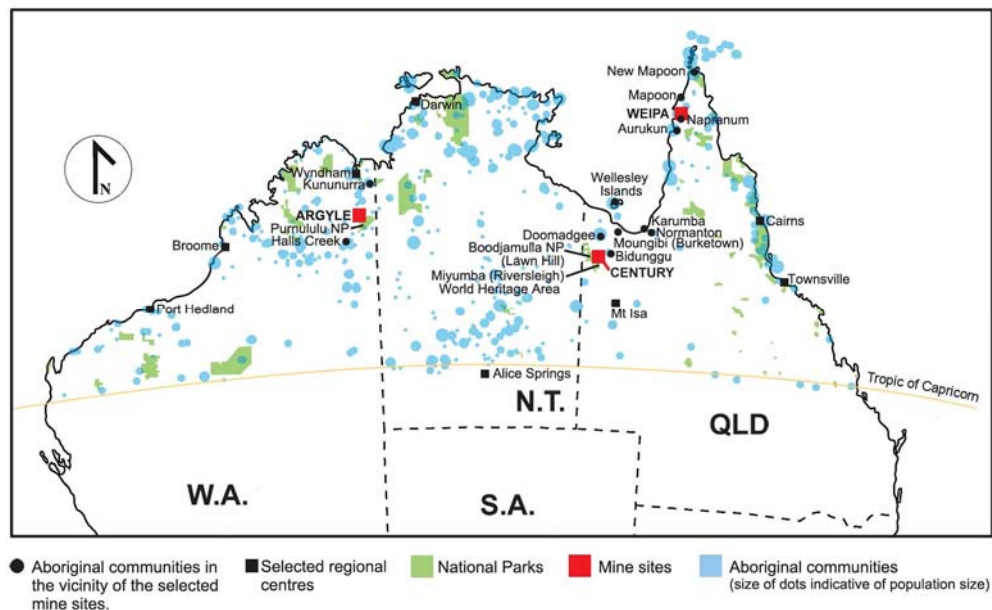 New Mapoon
Mapoon
WEIPA
Napranum
Aurukun
Darwin
Wyndham
Kununurra
Wellesley
Islands
ARGYLE
Purnululu NP
Halls Creek
Karumba
Normanton
Cairns
Broome
Doomadgee
Moungibi (Burketown)
Boodjamulla NP
(Lawn Hill)
Bidunggu
CENTURY
Miyumba (Riversleigh)
World Heritage Area
Townsville
Port Hedland
Mt Isa
Alice Springs
Tropic of Capricorn
N.T.
QLD
W.A.
S.A.
N
Aboriginal communities in
the vicinity of the selected
mine sites.
Selected regional
centres
National Parks
Mine sites
Aboriginal communities
(size of dots indicative of population size)